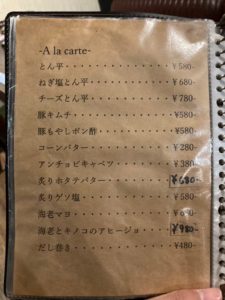 -A la carte-
とん平・・・・・・・・・・・¥580-
ねぎ塩とん平・・・・・・・・¥680-
チーズとん平・・・・・・・・¥780-
豚キムチ・・・・・・・・・・¥580-
豚もやしポン酢・・・・・・・¥580-
コーンバター・・・・・・・・¥280-
アンチョビキャベツ・・・・・¥380-
炙りホタテバター・・・・・・
炙りゲソ塩・・・・・・・・・¥580-
海老マヨ・・・・・・・・・・
海老とキノコのアヒージョ・・¥980-
だし巻き・・・・・・・・・・¥480-